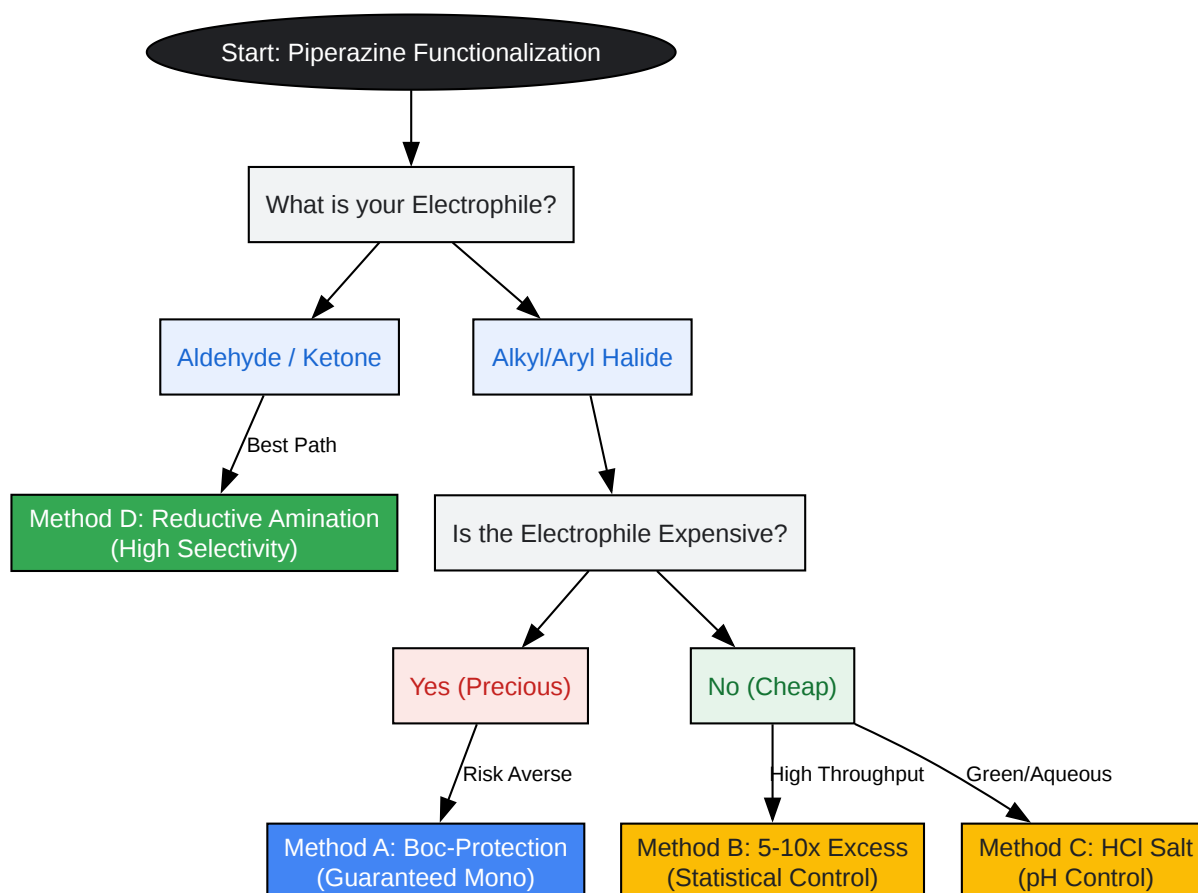 Start: Piperazine Functionalization
What is your Electrophile?
Aldehyde / Ketone
Alkyl/Aryl Halide
Best Path
Method D: Reductive Amination
(High Selectivity)
Is the Electrophile Expensive?
Yes (Precious)
No (Cheap)
Risk Averse
High Throughput
Green/Aqueous
Method A: Boc-Protection
(Guaranteed Mono)
Method B: 5-10x Excess
(Statistical Control)
Method C: HCl Salt
(pH Control)